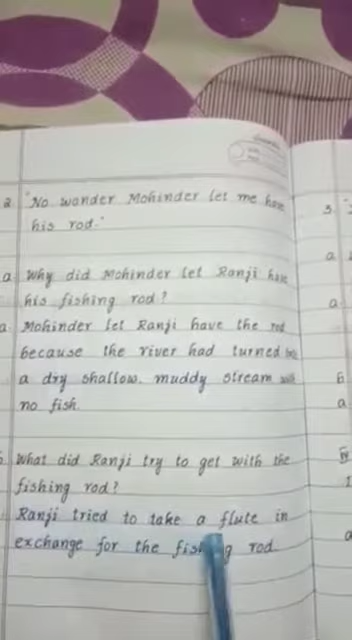 2 "No wonder Mohinder let me have
his rod."
a. Why did Mohinder let Ranji have
his fishing rod?
a. Mohinder let Ranji have the rod
because the river had turned
a dry shallow. muddy stream with
no fish.
What did Ranji try to get with the
fishing rod?
Ranji tried to take a flute in
exchange for the rod.
3.
a
a.
b
a